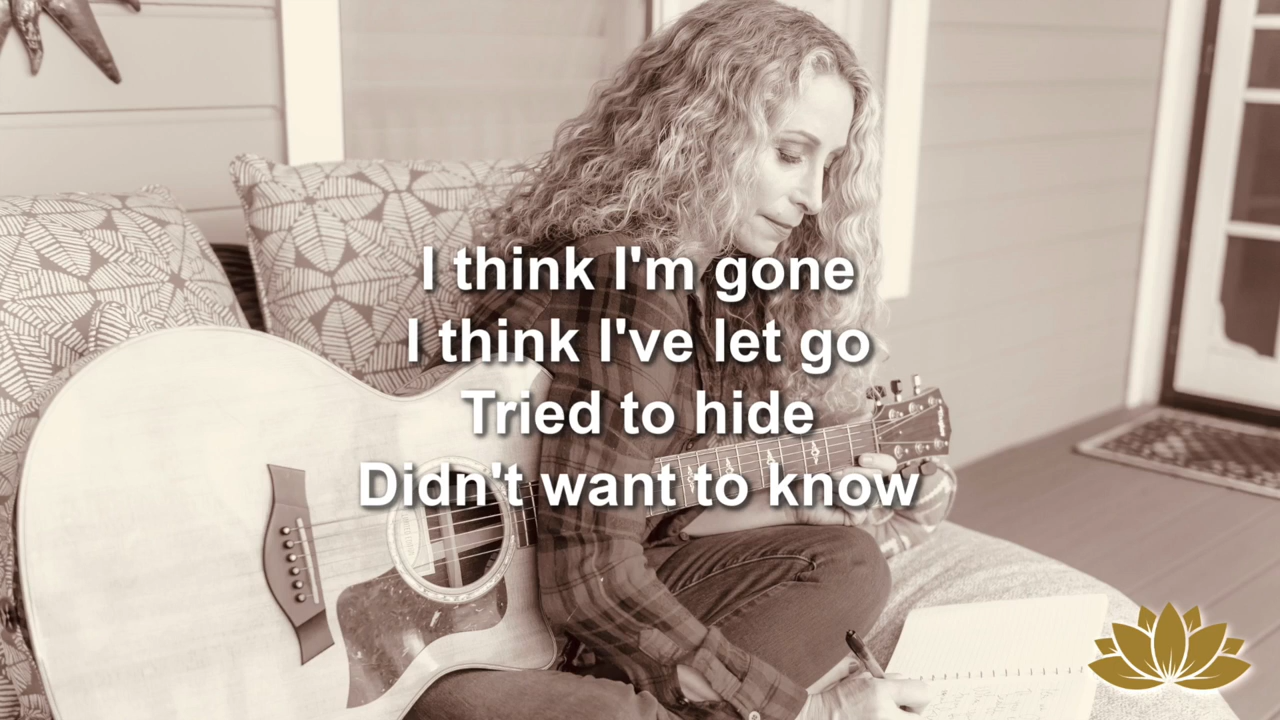 I think I'm gone
I think I've let go
Tried to hide
Didn't want to know